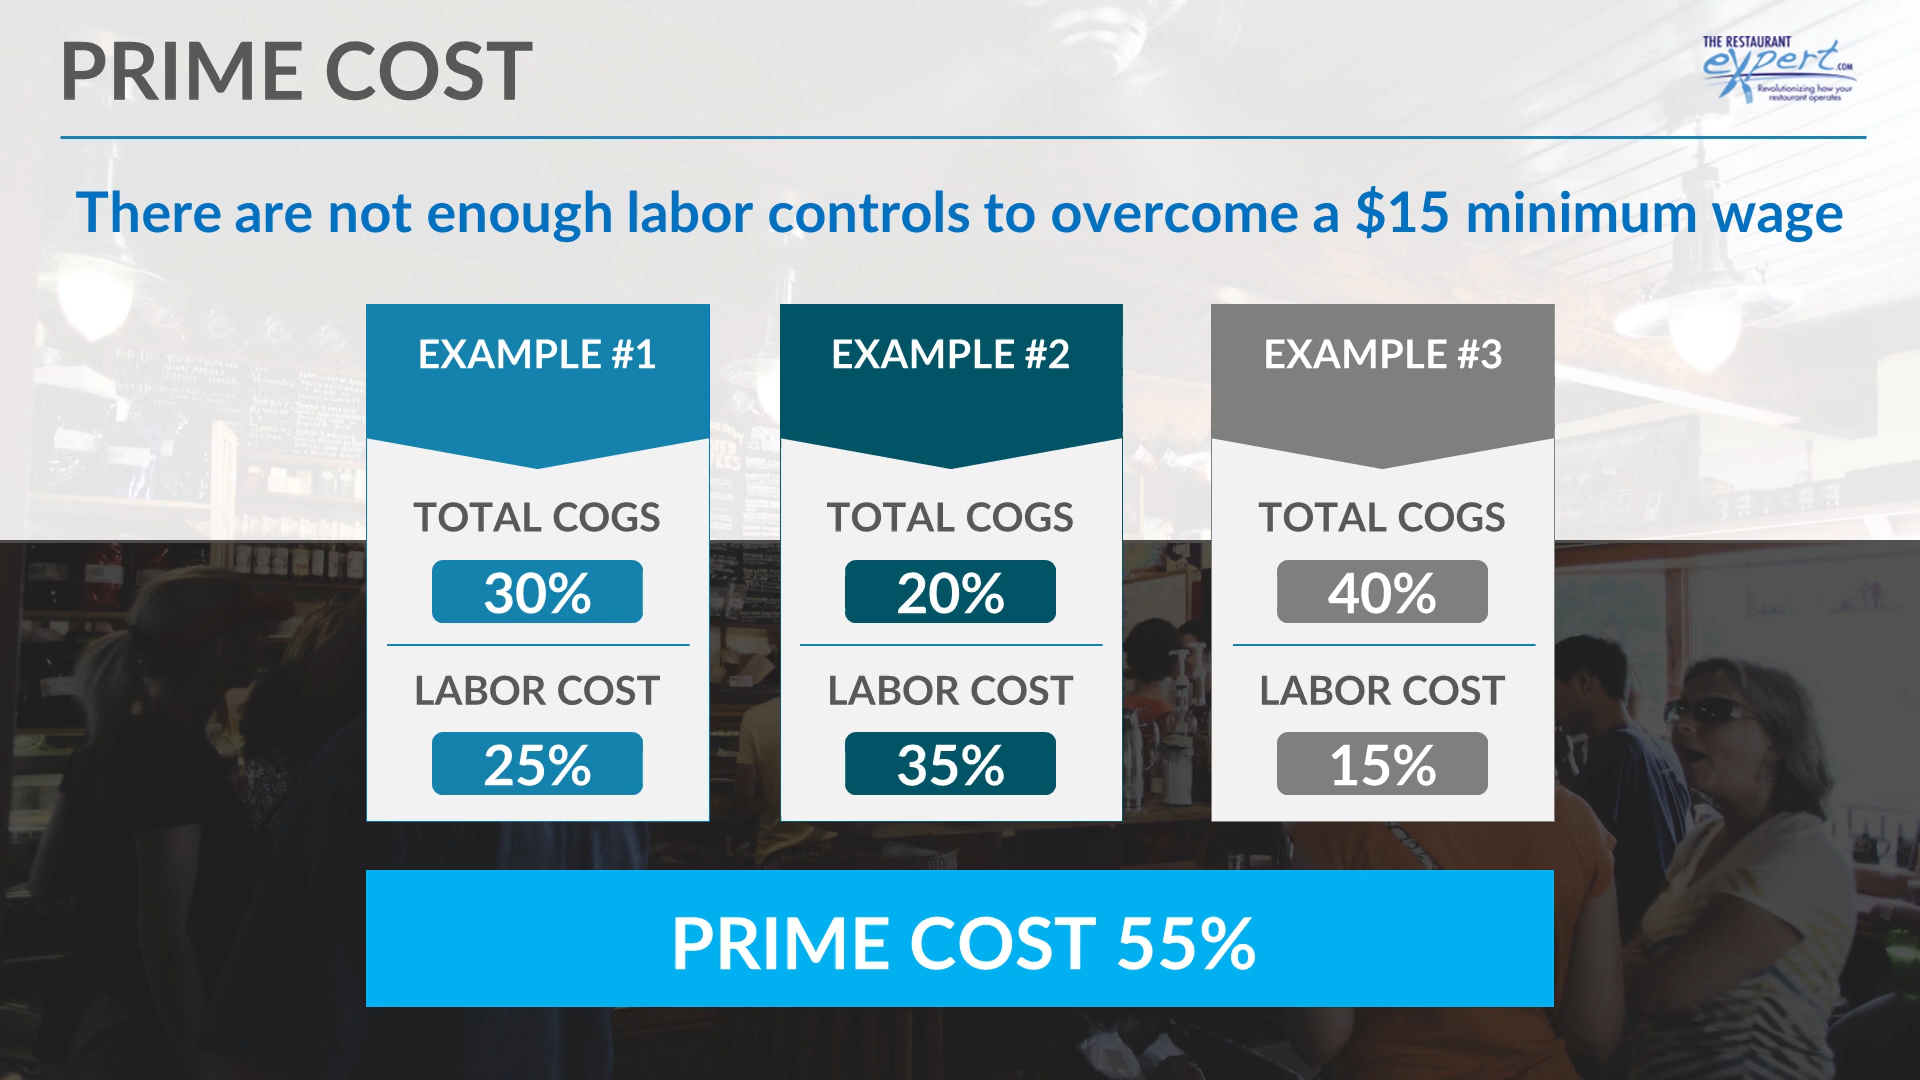 PRIME COST
THE RESTAURANT
expert.COM
Revolutionizing how your
restaurant operates
There are not enough labor controls to overcome a $15 minimum wage
EXAMPLE #1
TOTAL COGS
30%
LABOR COST
25%
EXAMPLE #2
TOTAL COGS
20%
LABOR COST
35%
EXAMPLE #3
TOTAL COGS
40%
LABOR COST
15%
PRIME COST 55%